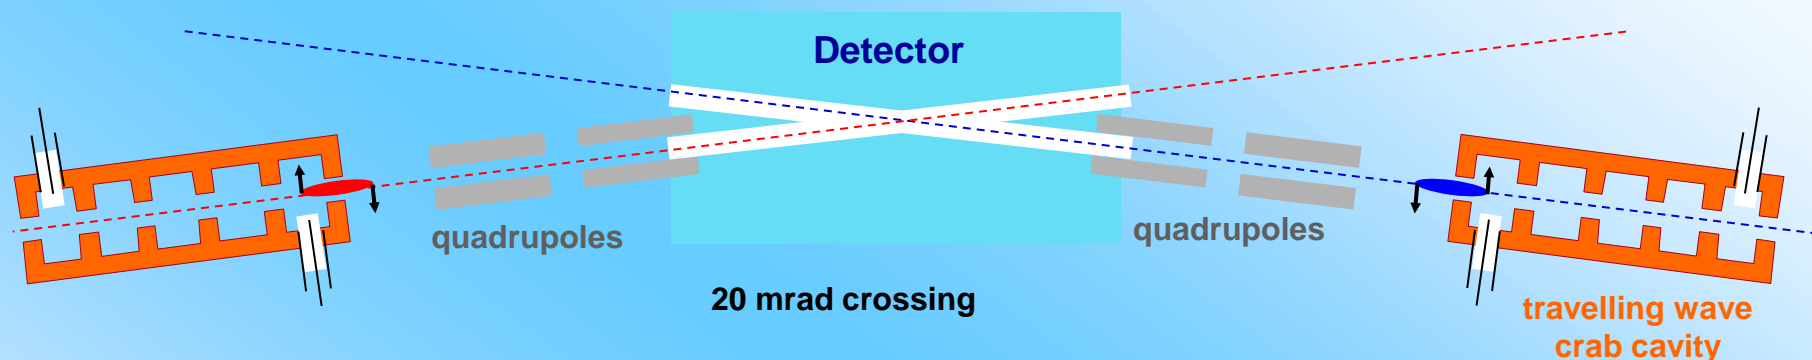 Detector
quadrupoles
quadrupoles
20 mrad crossing
travelling wave
crab cavity